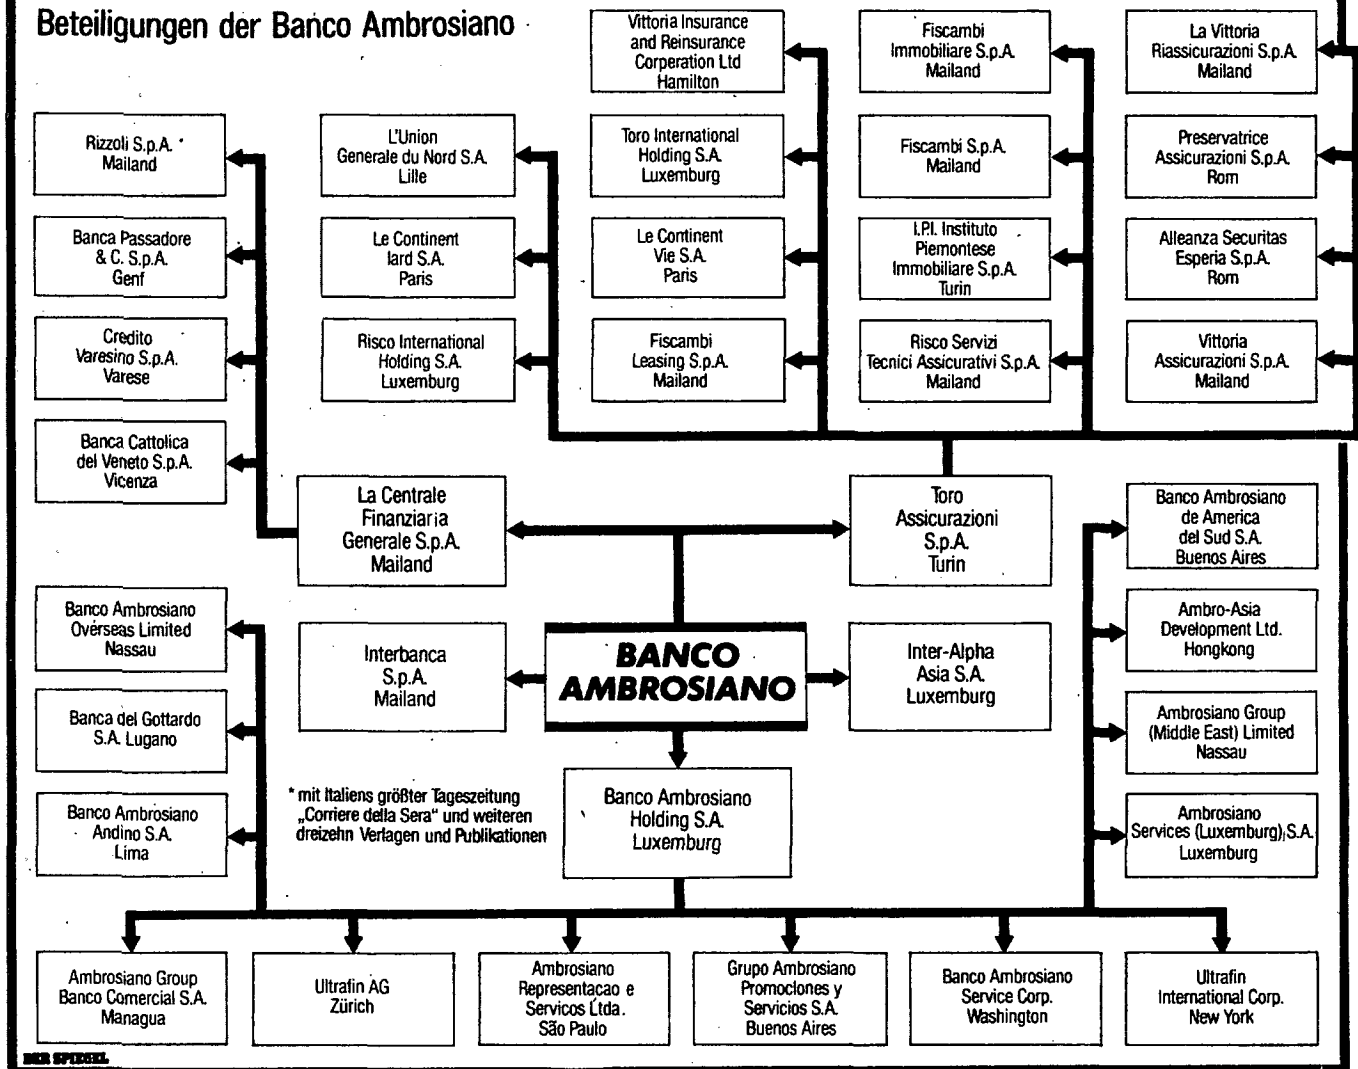 Beteiligungen der Banco Ambrosiano
Vittoria Insurance
and Reinsurance
Corperation Ltd
Hamilton
Fiscambi
Immobiliare S.p.A.
Mailand
La Vittoria
Riassicurazioni S.p.A.
Mailand
Rizzoli S.p.A. *
Mailand
L'Union
Generale du Nord S.A.
Lille
Toro International
Holding S.A.
Luxemburg
Fiscambi S.p.A.
Mailand
Preservatrice
Assicurazioni S.p.A.
Rom
Banca Passadore
& C. S.p.A.
Genf
Le Continent
Iard S.A.
Paris
Le Continent
Vie S.A.
Paris
I.P.I. Instituto
Piemontese
Immobiliare S.p.A.
Turin
Alleanza Securitas
Esperia S.p.A.
Rom
Credito
Varesino S.p.A.
Varese
Risco International
Holding S.A.
Luxemburg
Fiscambi
Leasing S.p.A.
Mailand
Risco Servizi
Tecnici Assicurativi S.p.A.
Mailand
Vittoria
Assicurazioni S.p.A.
Mailand
Banca Cattolica
del Veneto S.p.A.
Vicenza
La Centrale
Finanziaria
Generale S.p.A.
Mailand
Toro
Assicurazioni
S.p.A.
Turin
Banco Ambrosiano
de America
del Sud S.A.
Buenos Aires
Banco Ambrosiano
Overseas Limited
Nassau
Interbanca
S.p.A.
Mailand
BANCO
AMBROSIANO
Inter-Alpha
Asia S.A.
Luxemburg
Ambro-Asia
Development Ltd.
Hongkong
Banca del Gottardo
S.A. Lugano
Ambrosiano Group
(Middle East) Limited
Nassau
Banco Ambrosiano
Andino S.A.
Lima
* mit Italiens größter Tageszeitung
„Corriere della Sera“ und weiteren
dreizehn Verlagen und Publikationen
Banco Ambrosiano
Holding S.A.
Luxemburg
Ambrosiano
Services (Luxemburg) S.A.
Luxemburg
Ambrosiano Group
Banco Comercial S.A.
Managua
Ultrafin AG
Zürich
Ambrosiano
Representacao e
Servicos Ltda.
São Paulo
Grupo Ambrosiano
Promociones y
Servicios S.A.
Buenos Aires
Banco Ambrosiano
Service Corp.
Washington
Ultrafin
International Corp.
New York
DER SPIEGEL